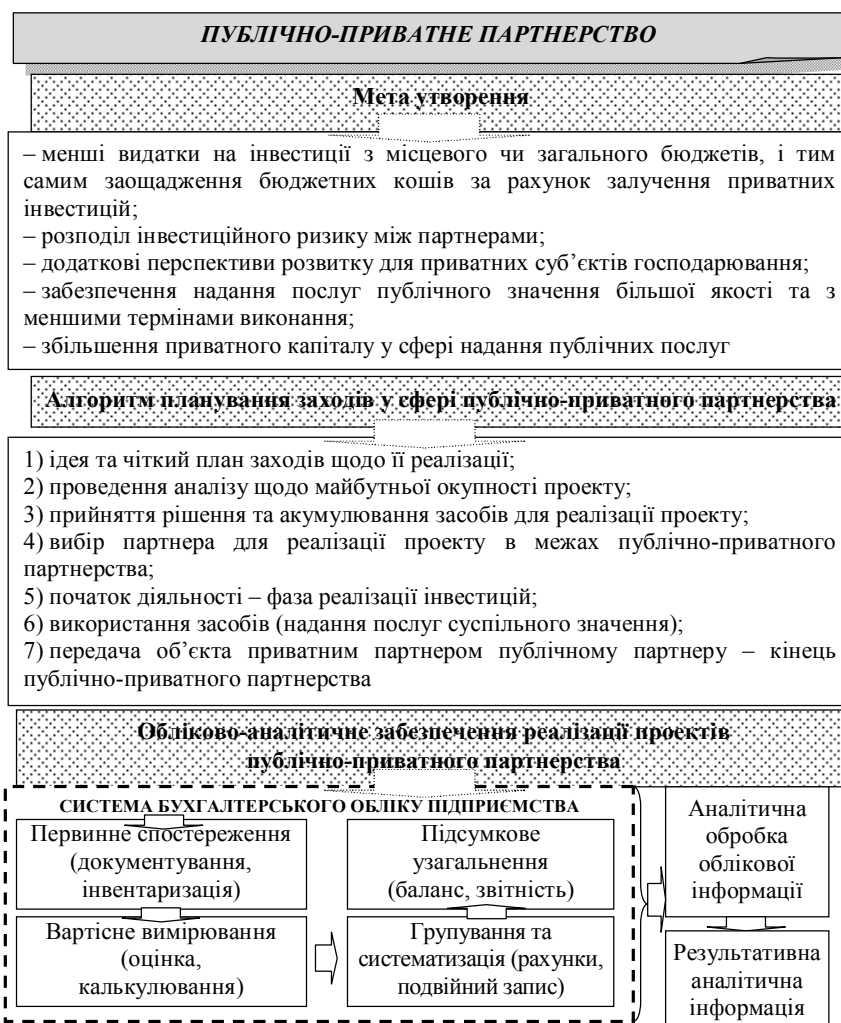 ПУБЛІЧНО-ПРИВАТНЕ ПАРТНЕРСТВО
Мета утворення
– менші видатки на інвестиції з місцевого чи загального бюджетів, і тим
самим заощадження бюджетних коштів за рахунок залучення приватних
інвестицій;
– розподіл інвестиційного ризику між партнерами;
– додаткові перспективи розвитку для приватних суб’єктів господарювання;
– забезпечення надання послуг публічного значення більшої якості та з
меншими термінами виконання;
– збільшення приватного капіталу у сфері надання публічних послуг
Алгоритм планування заходів у сфері публічно-приватного партнерства
1) ідея та чіткий план заходів щодо її реалізації;
2) проведення аналізу щодо майбутньої окупності проекту;
3) прийняття рішення та акумулювання засобів для реалізації проекту;
4) вибір партнера для реалізації проекту в межах публічно-приватного
партнерства;
5) початок діяльності – фаза реалізації інвестицій;
6) використання засобів (надання послуг суспільного значення);
7) передача об’єкта приватним партнером публічному партнеру – кінець
публічно-приватного партнерства
Обліково-аналітичне забезпечення реалізації проектів
публічно-приватного партнерства
СИСТЕМА БУХГАЛТЕРСЬКОГО ОБЛІКУ ПІДПРИЄМСТВА
Первинне спостереження
(документування,
інвентаризація)
Вартісне вимірювання
(оцінка,
калькулювання)
Групування та
систематизація (рахунки,
подвійний запис)
Підсумкове
узагальнення
(баланс, звітність)
Аналітична
обробка
облікової
інформації
Результативна
аналітична
інформація